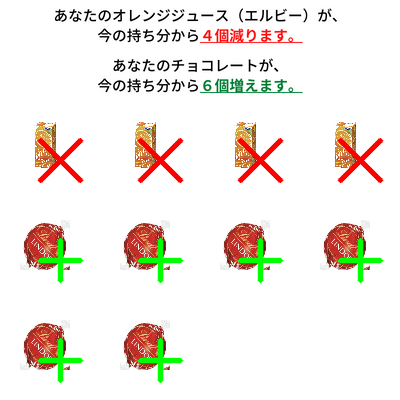 あなたのオレンジジュース（エルビー）が、
今の持ち分から４個減ります。
あなたのチョコレートが、
今の持ち分から６個増えます。